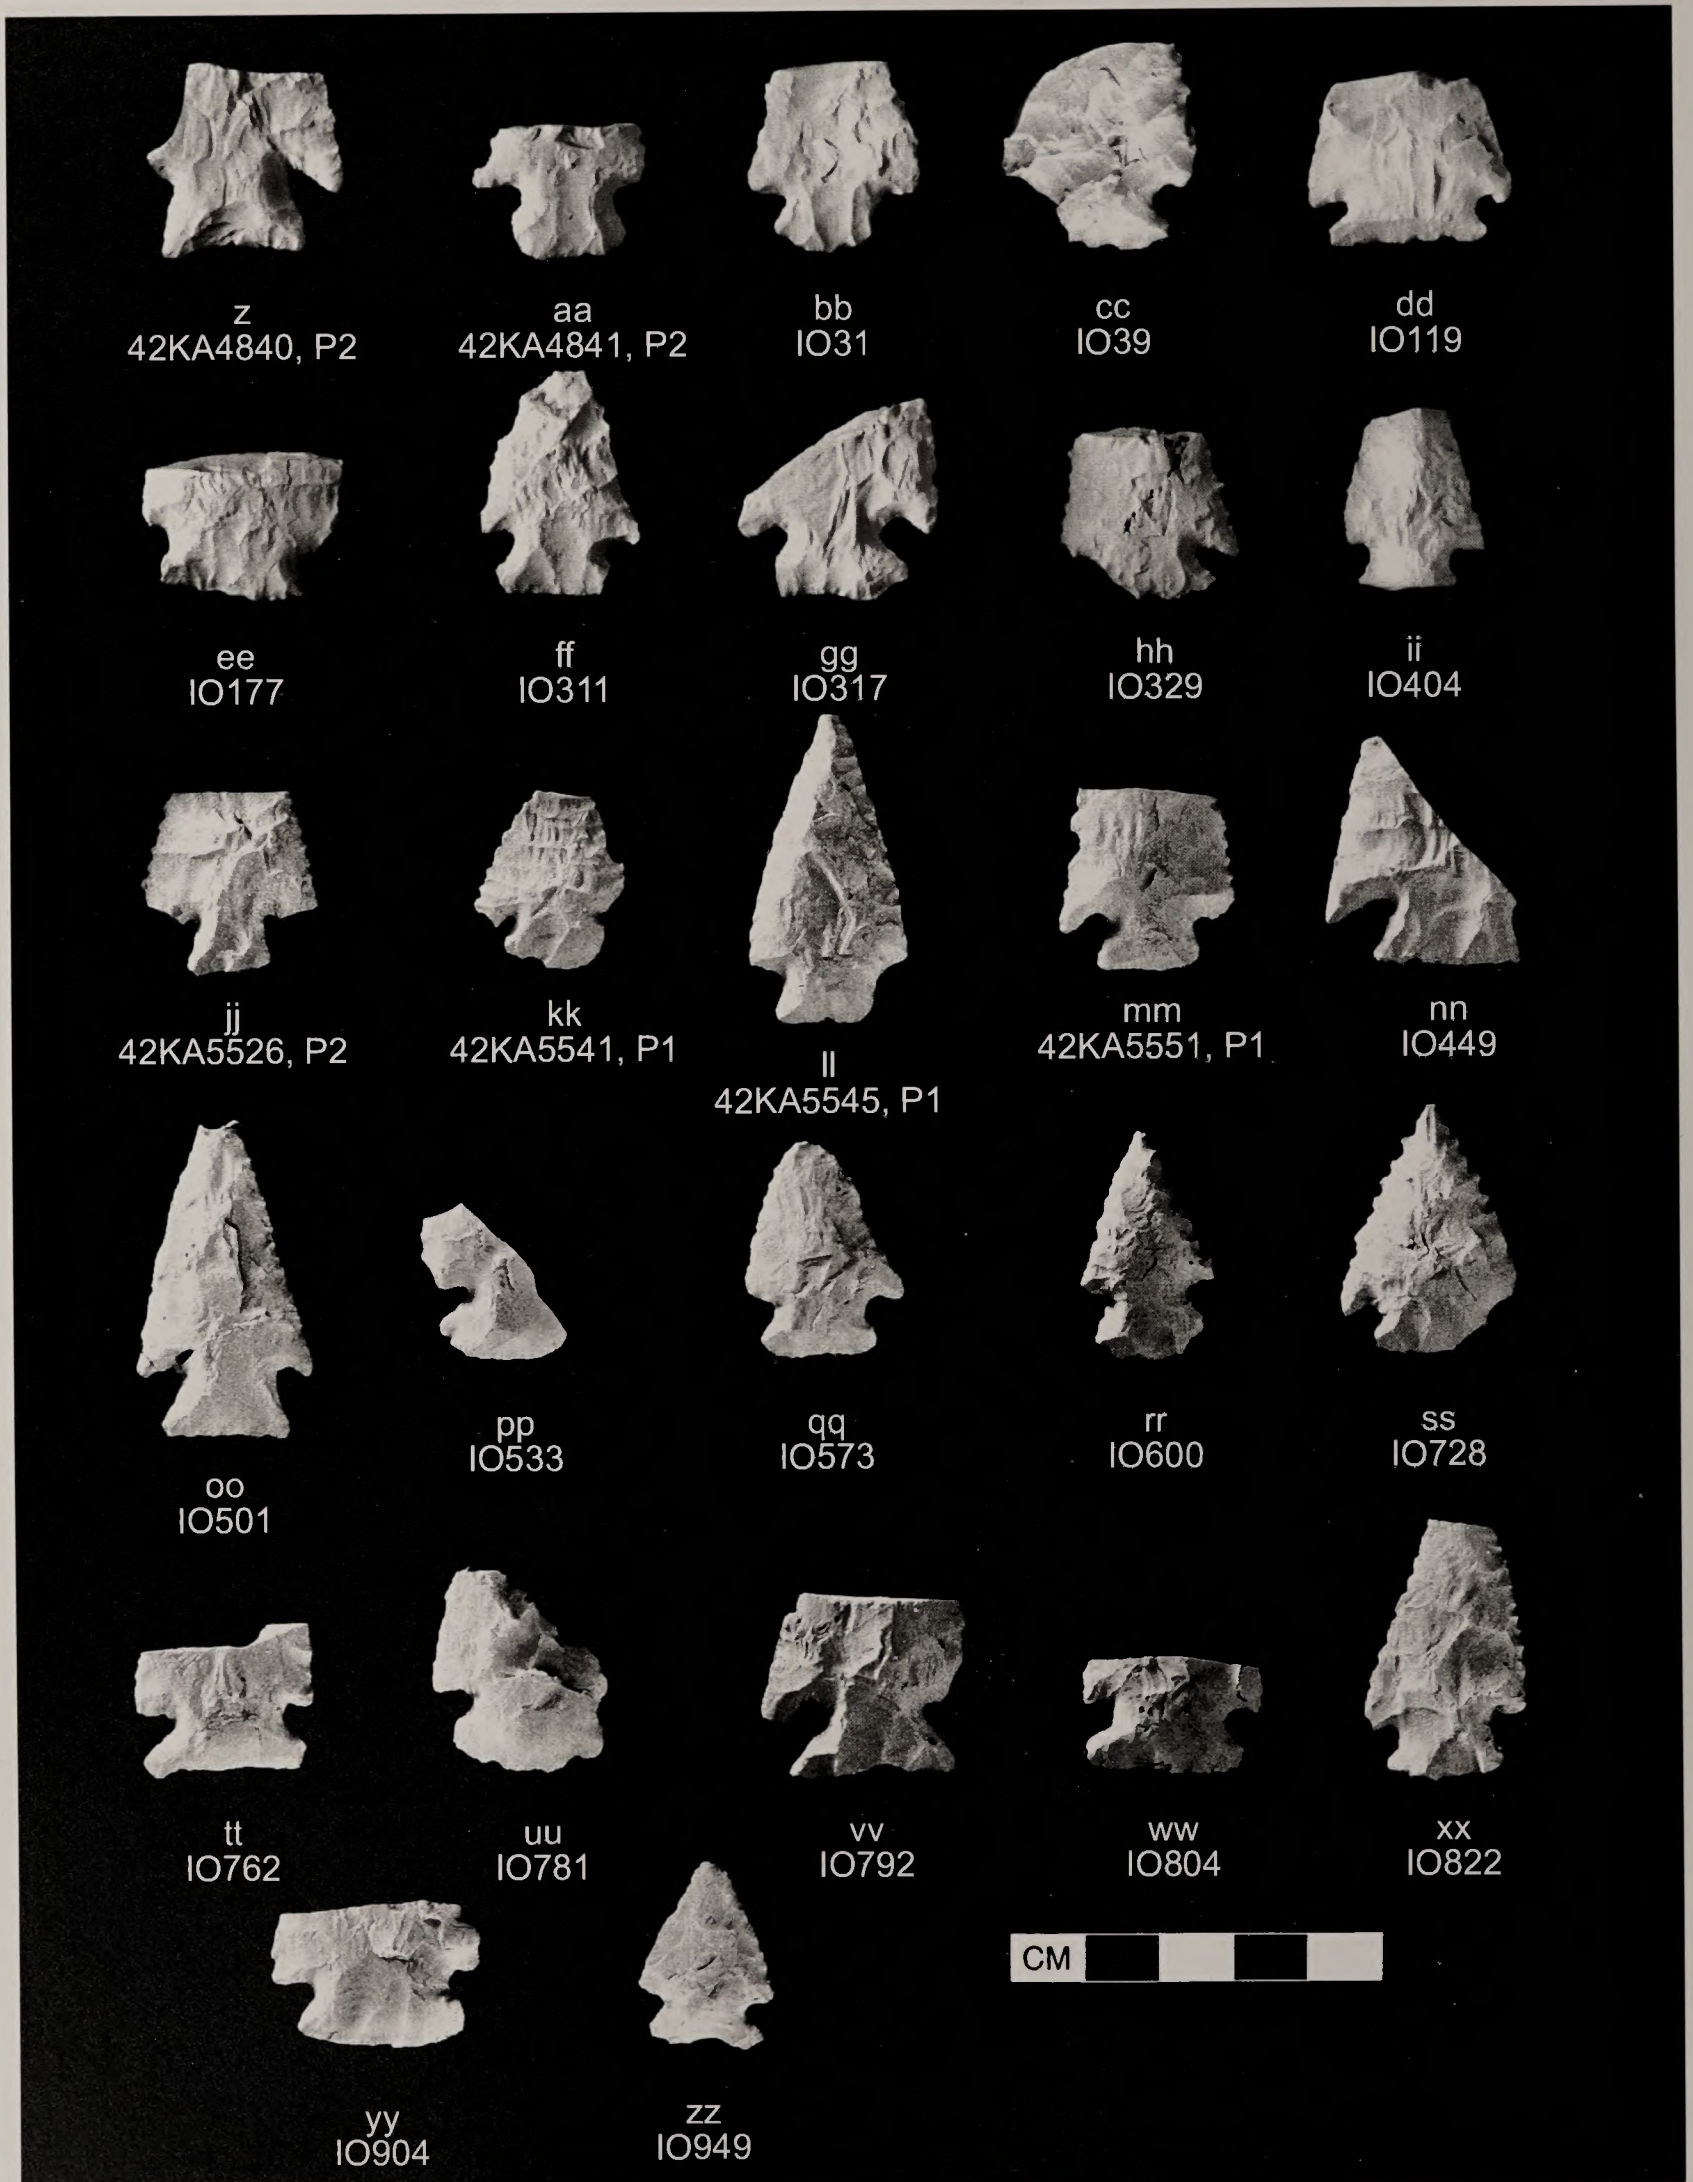 z
42KA4840, P2
aa
42KA4841, P2
bb
IO31
cc
IO39
dd
IO119
ee
IO177
ff
IO311
gg
IO317
hh
IO329
ii
IO404
jj
42KA5526, P2
kk
42KA5541, P1
ll
42KA5545, P1
mm
42KA5551, P1
nn
IO449
oo
IO501
pp
IO533
qq
IO573
rr
IO600
ss
IO728
tt
IO762
uu
IO781
vv
IO792
ww
IO804
xx
IO822
yy
IO904
zz
IO949
CM